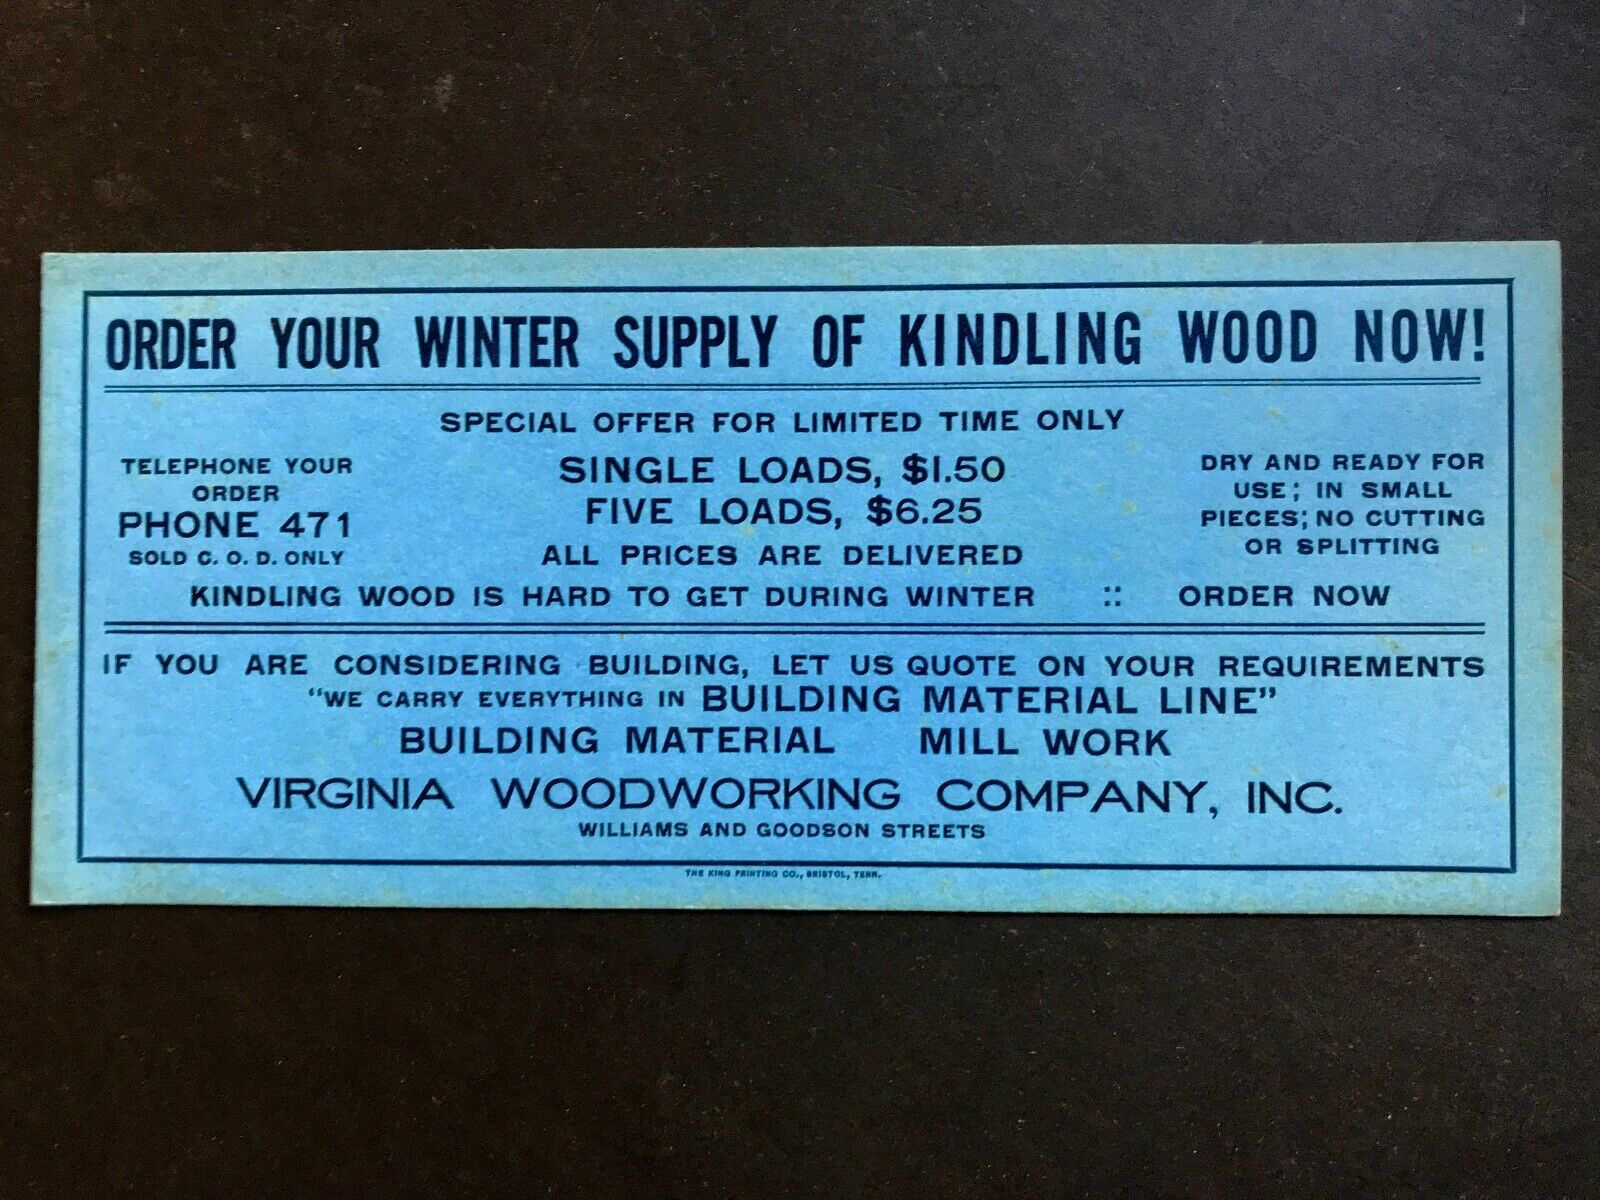 ORDER YOUR WINTER SUPPLY OF KINDLING WOOD NOW!
SPECIAL OFFER FOR LIMITED TIME ONLY
TELEPHONE YOUR
ORDER
PHONE 471
SOLD C. O. D. ONLY
SINGLE LOADS, $1.50
FIVE LOADS, $6.25
ALL PRICES ARE DELIVERED
DRY AND READY FOR
USE; IN SMALL
PIECES; NO CUTTING
OR SPLITTING
KINDLING WOOD IS HARD TO GET DURING WINTER :: ORDER NOW
IF YOU ARE CONSIDERING BUILDING, LET US QUOTE ON YOUR REQUIREMENTS
"WE CARRY EVERYTHING IN BUILDING MATERIAL LINE"
BUILDING MATERIAL MILL WORK
VIRGINIA WOODWORKING COMPANY, INC.
WILLIAMS AND GOODSON STREETS
THE KING PRINTING CO., BRISTOL, TENN.